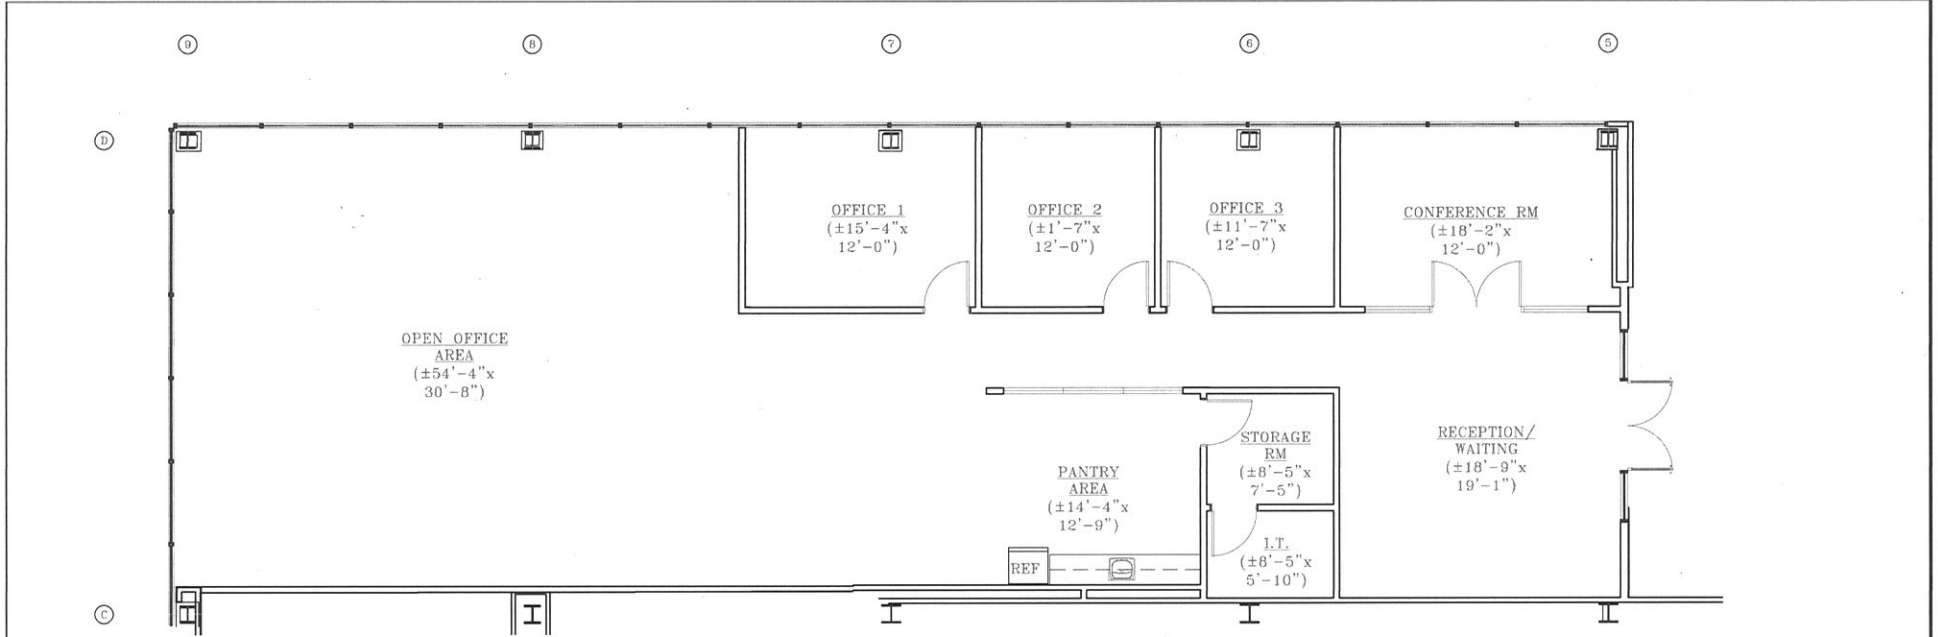 9
8
7
6
5
D
OFFICE 1
(±15'-4"x
12'-0")
OFFICE 2
(±1'-7"x
12'-0")
OFFICE 3
(±11'-7"x
12'-0")
CONFERENCE RM
(±18'-2"x
12'-0")
OPEN OFFICE
AREA
(±54'-4"x
30'-8")
PANTRY
AREA
(±14'-4"x
12'-9")
STORAGE
RM
(±8'-5"x
7'-5")
RECEPTION/
WAITING
(±18'-9"x
19'-1")
REF
I.T.
(±8'-5"x
5'-10")
C